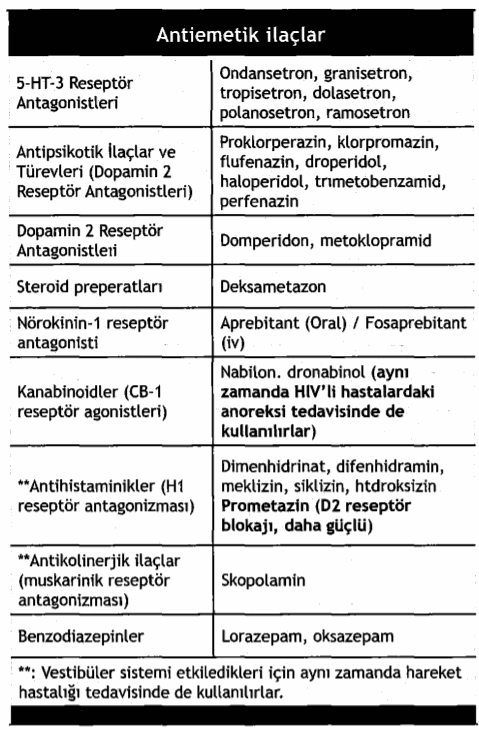 Antiemetik ilaçlar
5-HT-3 Reseptör
Antagonistleri
Ondansetron, granisetron,
tropisetron, dolasetron,
polanosetron, ramosetron
Antipsikotik İlaçlar ve
Türevleri (Dopamin 2
Reseptör Antagonistleri)
Proklorperazin, klorpromazin,
flufenazin, droperidol,
haloperidol, trımetobenzamid,
perfenazin
Dopamin 2 Reseptör
Antagonistleri
Domperidon, metoklopramid
Steroid preperatları
Deksametazon
Nörokinin-1 reseptör
antagonisti
Aprebitant (Oral) / Fosaprebitant
(iv)
Kanabinoidler (CB-1
reseptör agonistleri)
Nabilon. dronabinol (aynı
zamanda HIV'li hastalardaki
anoreksi tedavisinde de
kullanılırlar)
**Antihistaminikler (H1
reseptör antagonizması)
Dimenhidrinat, difenhidramin,
meklizin, siklizin, htdroksizin
Prometazin (D2 reseptör
blokajı, daha güçlü)
**Antikolinerjik ilaçlar
(muskarinik reseptör
antagonizması)
Skopolamin
Benzodiazepinler
Lorazepam, oksazepam
**: Vestibüler sistemi etkiledikleri için aynı zamanda hareket
hastalığı tedavisinde de kullanılırlar.